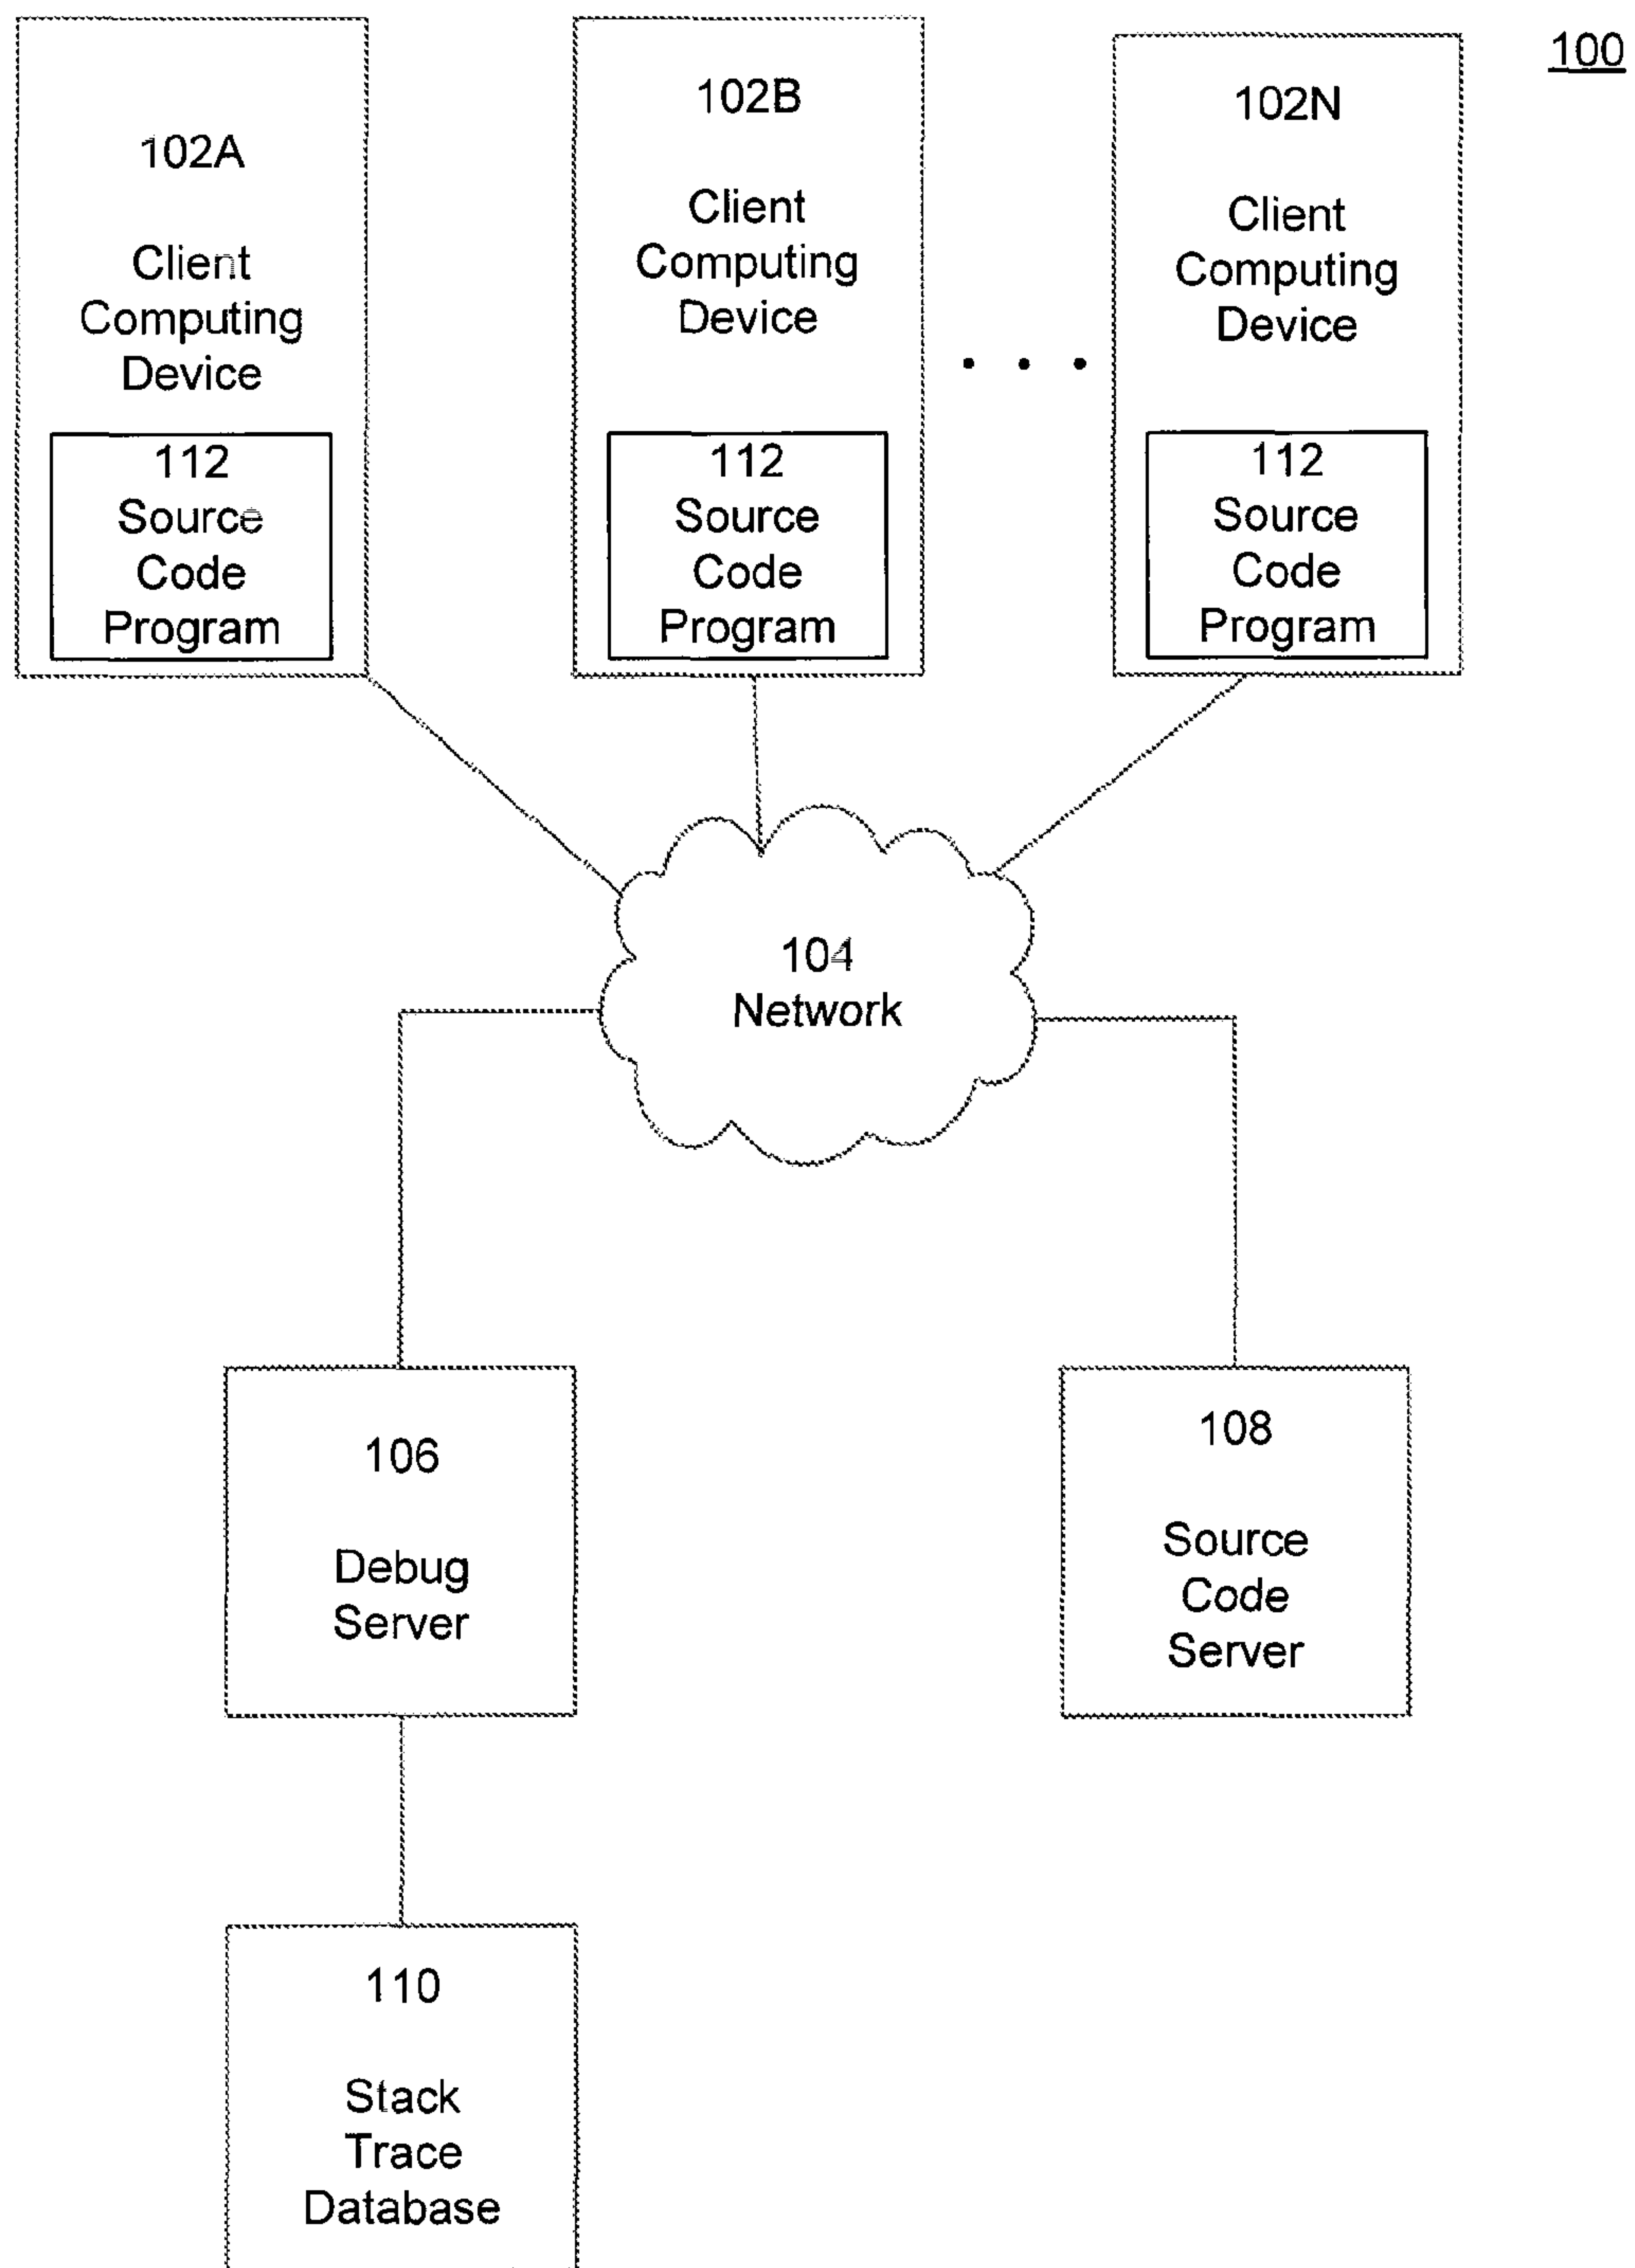 100
102A
Client
Computing
Device
112
Source
Code
Program
102B
Client
Computing
Device
112
Source
Code
Program
. . .
102N
Client
Computing
Device
112
Source
Code
Program
104
Network
106
Debug
Server
108
Source
Code
Server
110
Stack
Trace
Database